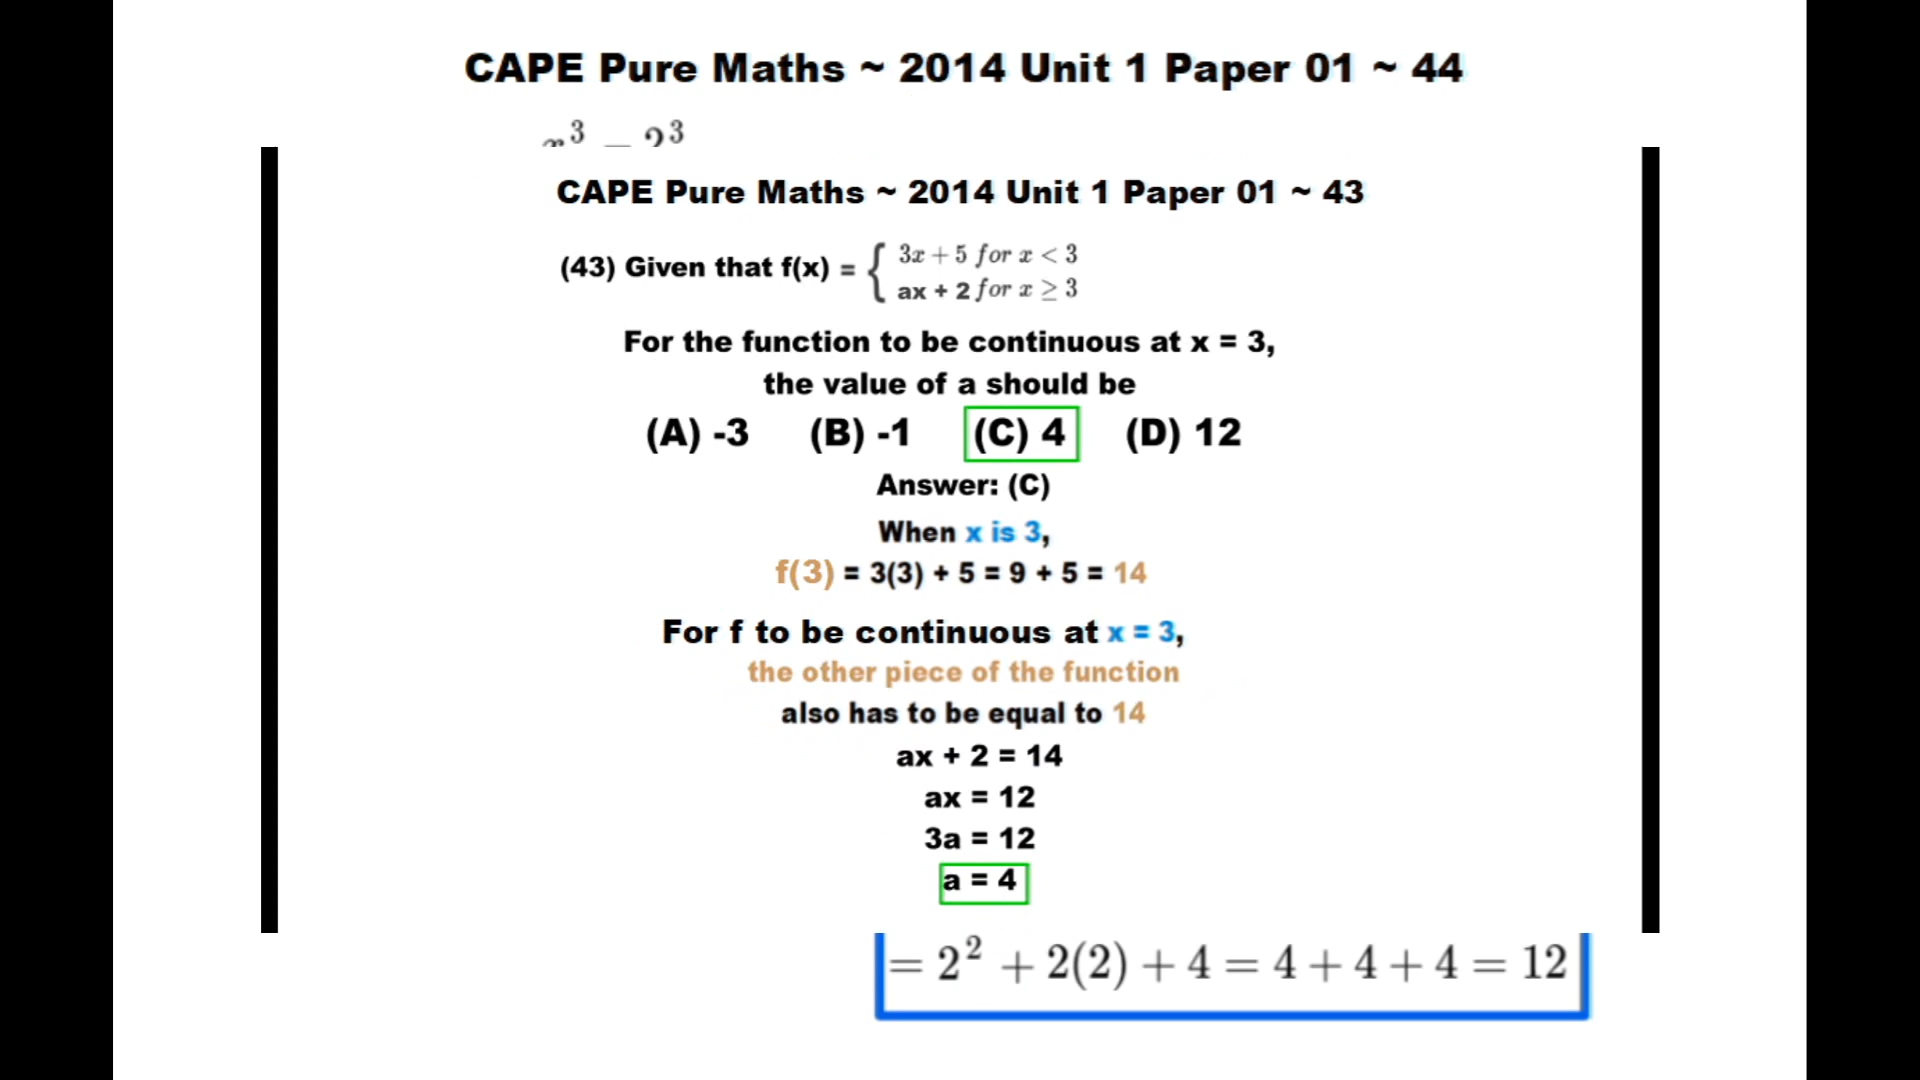 CAPE Pure Maths ~ 2014 Unit 1 Paper 01 ~ 44
x³ − 2³
CAPE Pure Maths ~ 2014 Unit 1 Paper 01 ~ 43
(43) Given that f(x) = { 3x + 5 for x < 3
ax + 2 for x ≥ 3
For the function to be continuous at x = 3,
the value of a should be
(A) -3 (B) -1 (C) 4 (D) 12
Answer: (C)
When x is 3,
f(3) = 3(3) + 5 = 9 + 5 = 14
For f to be continuous at x = 3,
the other piece of the function
also has to be equal to 14
ax + 2 = 14
ax = 12
3a = 12
a = 4
= 2² + 2(2) + 4 = 4 + 4 + 4 = 12